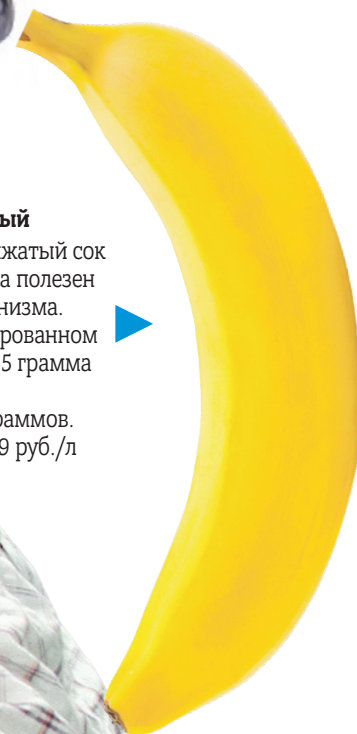 ый
жатый сок
а полезен
низма.
рованном
5 грамма
раммов.
9 руб./л